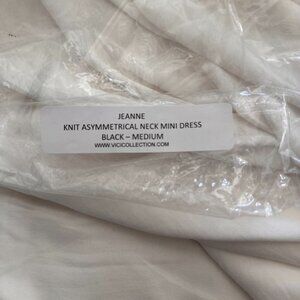 JEANNE
KNIT ASYMMETRICAL NECK MINI DRESS
BLACK – MEDIUM
WWW.VICICOLLECTION.COM